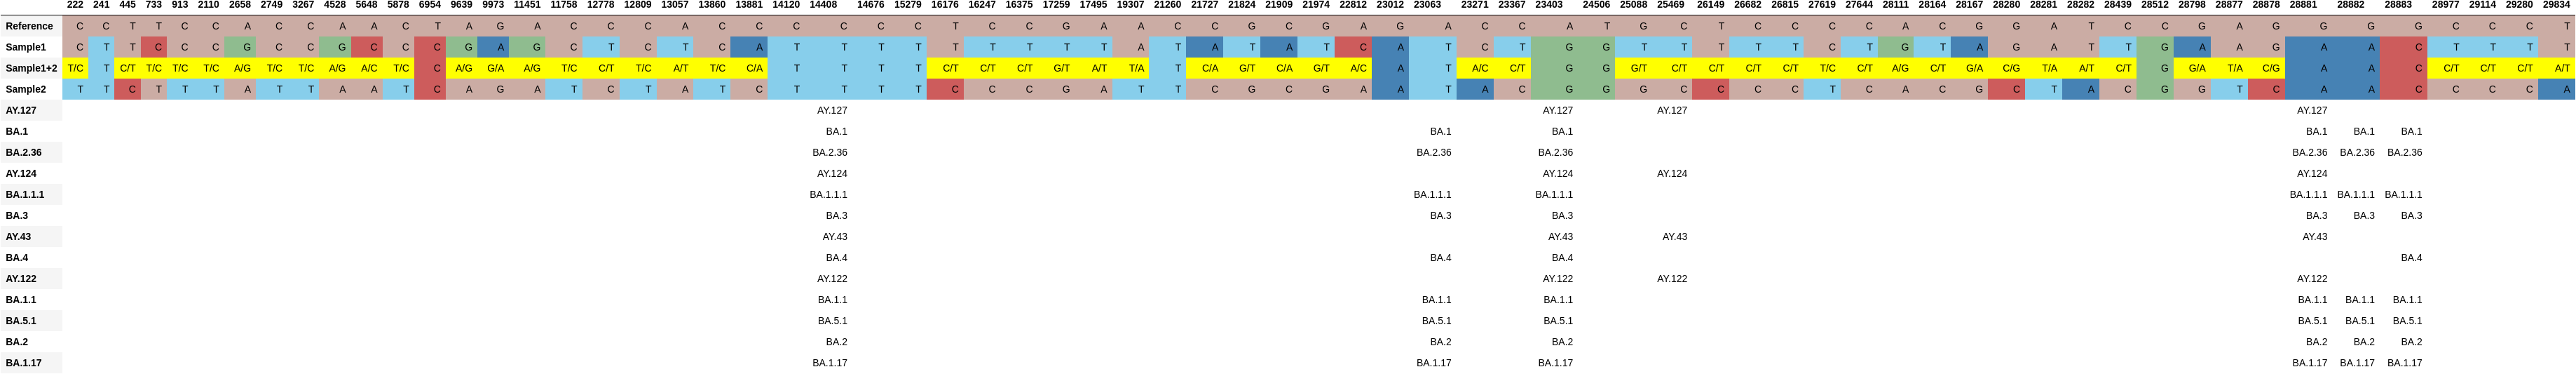 222 241 445 733 913 2110 2658 2749 3267 4528 5648 5878 6954 9639 9973 11451 11758 12778 12809 13057 13860 13881 14120 14408 14676 15279 16176 16247 16375 17259 17495 19307 21260 21727 21824 21909 21974 22812 23012 23063 23271 23367 23403 24506 25088 25469 26149 26682 26815 27619 27644 28111 28164 28167 28280 28281 28282 28439 28512 28798 28877 28878 28881 28882 28883 28977 29114 29280 29834
Reference C C T T C C A C C A A C T A G A C C C A C C C C C C T C C G A A C C G C G A G A C C A T G C T C C C C A C G G A T C C G A G G G G C C C T
Sample1 C T T C C C G C C G C C C G A G C T C T C A T T T T T T T T T A T A T A T C A T C T G G T T T T T C T G T A G A T T G A A G A A C T T T T
Sample1+2 T/C T C/T T/C T/C T/C A/G T/C T/C A/G A/C T/C C A/G G/A A/G T/C C/T T/C A/T T/C C/A T T T T C/T C/T C/T G/T A/T T/A T C/A G/T C/A G/T A/C A T A/C C/T G G G/T C/T C/T C/T C/T T/C C/T A/G C/T G/A C/G T/A A/T C/T G G/A T/A C/G A A C C/T C/T C/T A/T
Sample2 T T C T T T A T T A A T C A G A T C T A T C T T T T C C C G A T T C G C G A A T A C G G G C C C C T C A C G C T A C G G T C A A C C C C A
AY.127 AY.127 AY.127 AY.127 AY.127
BA.1 BA.1 BA.1 BA.1 BA.1 BA.1 BA.1
BA.2.36 BA.2.36 BA.2.36 BA.2.36 BA.2.36 BA.2.36 BA.2.36
AY.124 AY.124 AY.124 AY.124 AY.124
BA.1.1.1 BA.1.1.1 BA.1.1.1 BA.1.1.1 BA.1.1.1 BA.1.1.1 BA.1.1.1
BA.3 BA.3 BA.3 BA.3 BA.3 BA.3 BA.3
AY.43 AY.43 AY.43 AY.43 AY.43
BA.4 BA.4 BA.4 BA.4 BA.4
AY.122 AY.122 AY.122 AY.122 AY.122
BA.1.1 BA.1.1 BA.1.1 BA.1.1 BA.1.1 BA.1.1 BA.1.1
BA.5.1 BA.5.1 BA.5.1 BA.5.1 BA.5.1 BA.5.1 BA.5.1
BA.2 BA.2 BA.2 BA.2 BA.2 BA.2 BA.2
BA.1.17 BA.1.17 BA.1.17 BA.1.17 BA.1.17 BA.1.17 BA.1.17